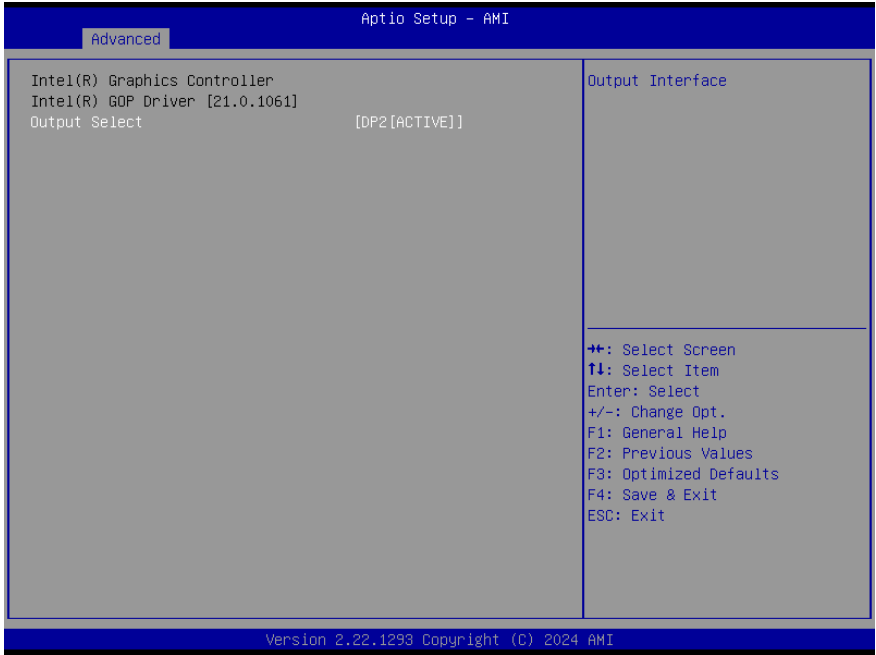 Aptio Setup – AMI
Advanced
Intel(R) Graphics Controller
Intel(R) GOP Driver [21.0.1061]
Output Select [DP2[ACTIVE]]
Output Interface
→←: Select Screen
↑↓: Select Item
Enter: Select
+/-: Change Opt.
F1: General Help
F2: Previous Values
F3: Optimized Defaults
F4: Save & Exit
ESC: Exit
Version 2.22.1293 Copyright (C) 2024 AMI